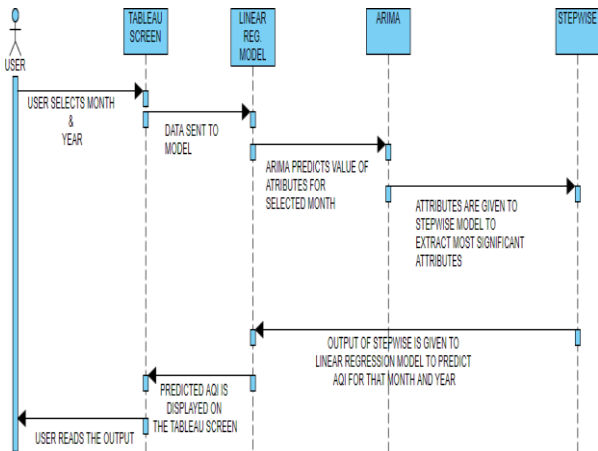 TABLEAU
SCREEN
LINEAR
REG.
MODEL
ARIMA
STEPWISE
USER
USER SELECTS MONTH
&
YEAR
DATA SENT TO
MODEL
ARIMA PREDICTS VALUE OF
ATRIBUTES FOR
SELECTED MONTH
ATTRIBUTES ARE GIVEN TO
STEPWISE MODEL TO
EXTRACT MOST SIGNIFICANT
ATTRIBUTES
OUTPUT OF STEPWISE IS GIVEN TO
LINEAR REGRESSION MODEL TO PREDICT
AQI FOR THAT MONTH AND YEAR
PREDICTED AQI IS
DISPLAYED ON
THE TABLEAU SCREEN
USER READS THE OUTPUT